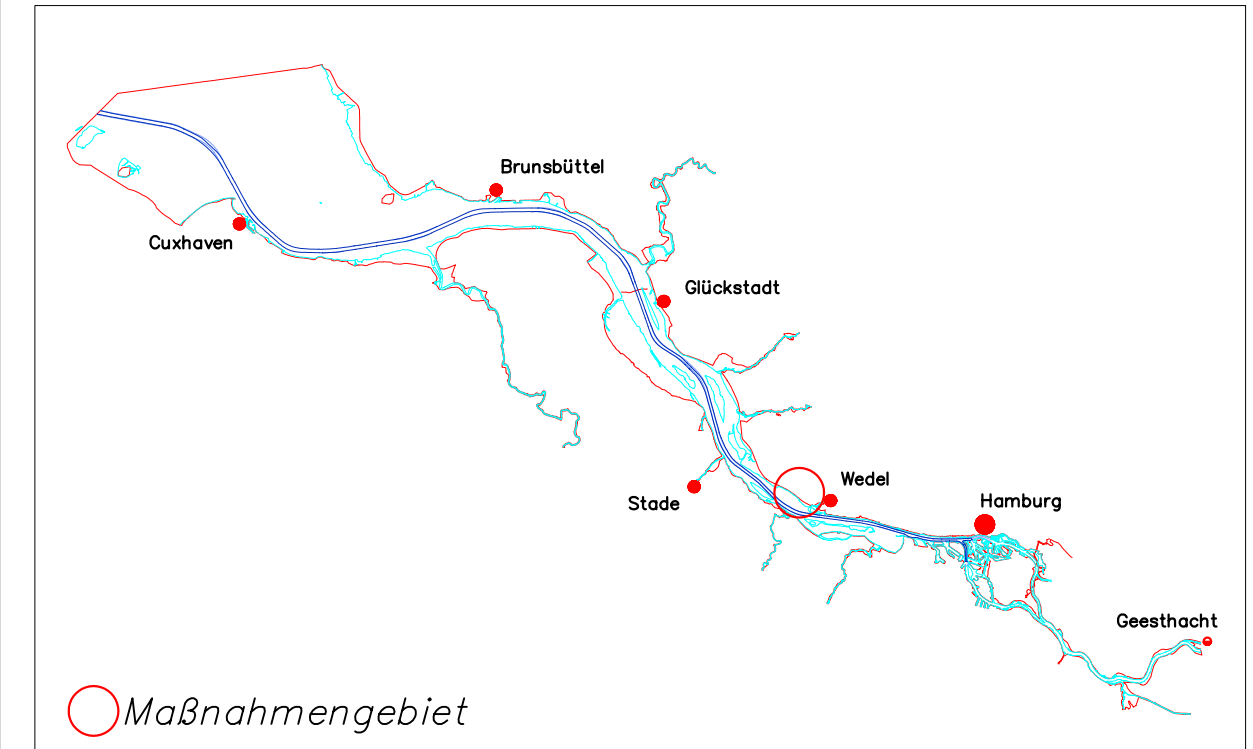 Brunsbüttel
Cuxhaven
Glückstadt
Wedel
Stade
Hamburg
Geesthacht
Maßnahmengebiet